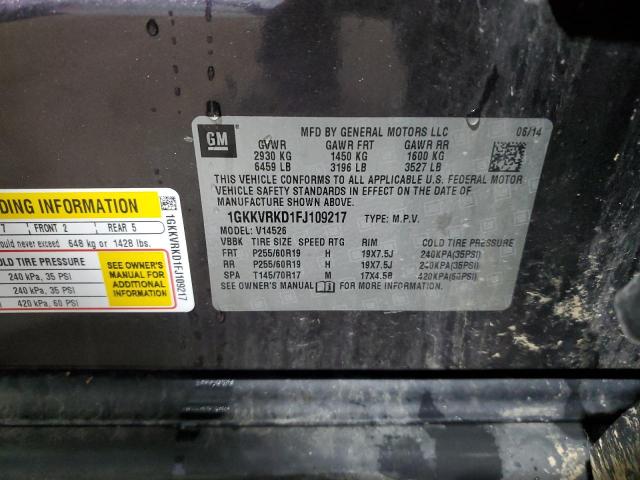 GM
MFD BY GENERAL MOTORS LLC 06/14
GVWR GAWR FRT GAWR RR
2930 KG 1450 KG 1600 KG
6459 LB 3196 LB 3527 LB
THIS VEHICLE CONFORMS TO ALL APPLICABLE U.S. FEDERAL MOTOR
VEHICLE SAFETY STANDARDS IN EFFECT ON THE DATE OF
MANUFACTURE SHOWN ABOVE.
1GKKVRKD1FJ109217 TYPE: M.P.V.
MODEL: V14526
VBBK TIRE SIZE SPEED RTG RIM COLD TIRE PRESSURE
FRT P255/60R19 H 19X7.5J 240KPA(35PSI)
RR P255/60R19 H 19X7.5J 240KPA(35PSI)
SPA T145/70R17 M 17X4.5B 420KPA(60PSI)
SEE OWNER'S MANUAL FOR MORE INFORMATION.
DING INFORMATION
7 FRONT 2 REAR 5
ould never exceed 648 kg or 1428 lbs.
COLD TIRE PRESSURE
240 kPa, 35 PSI
240 kPa, 35 PSI
420 kPa, 60 PSI
SEE OWNER'S
MANUAL FOR
ADDITIONAL
INFORMATION
1GKKVRKD1FJ109217